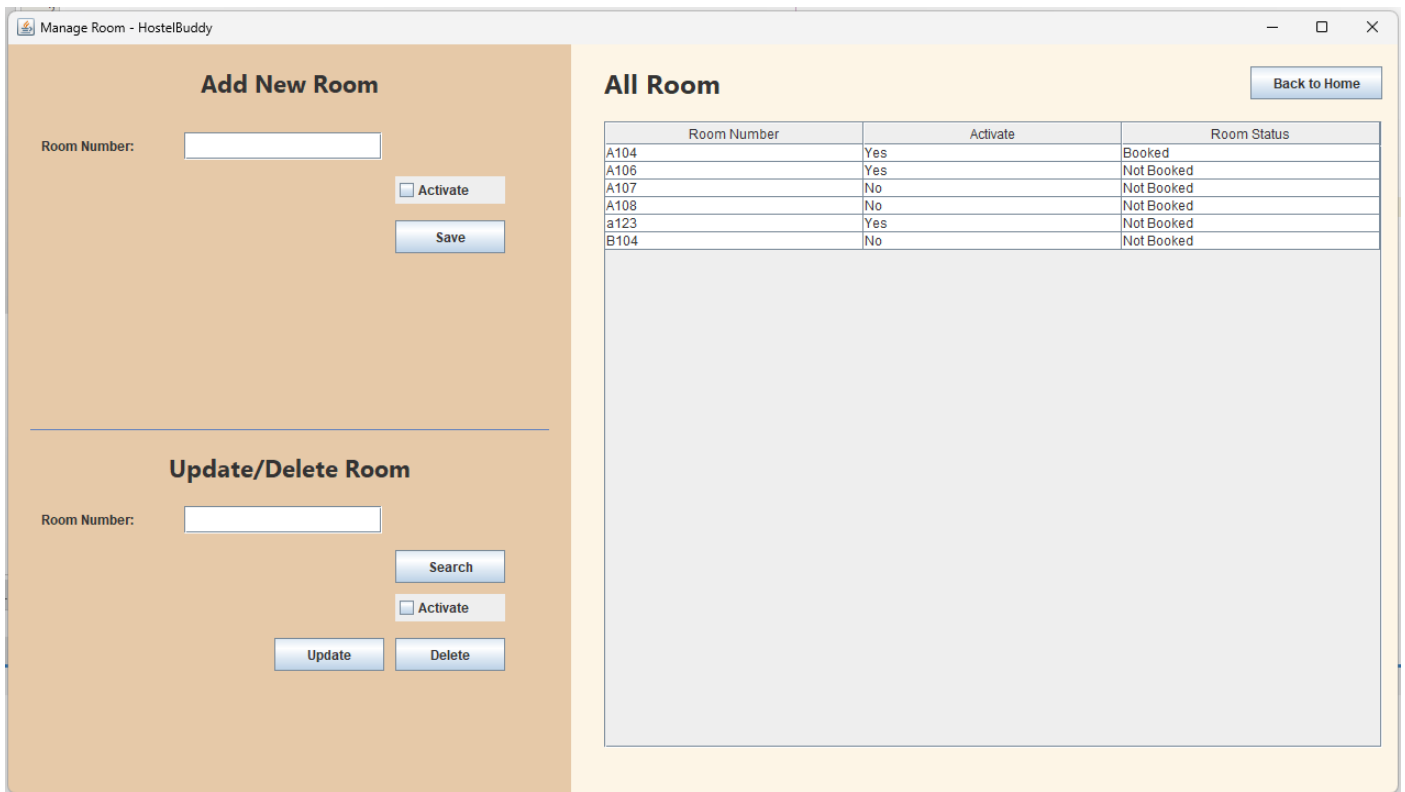 Manage Room - HostelBuddy
Add New Room
Room Number:
Activate
Save
Update/Delete Room
Room Number:
Search
Activate
Update Delete
All Room
Back to Home
Room Number Activate Room Status
A104 Yes Booked
A106 Yes Not Booked
A107 No Not Booked
A108 No Not Booked
a123 Yes Not Booked
B104 No Not Booked